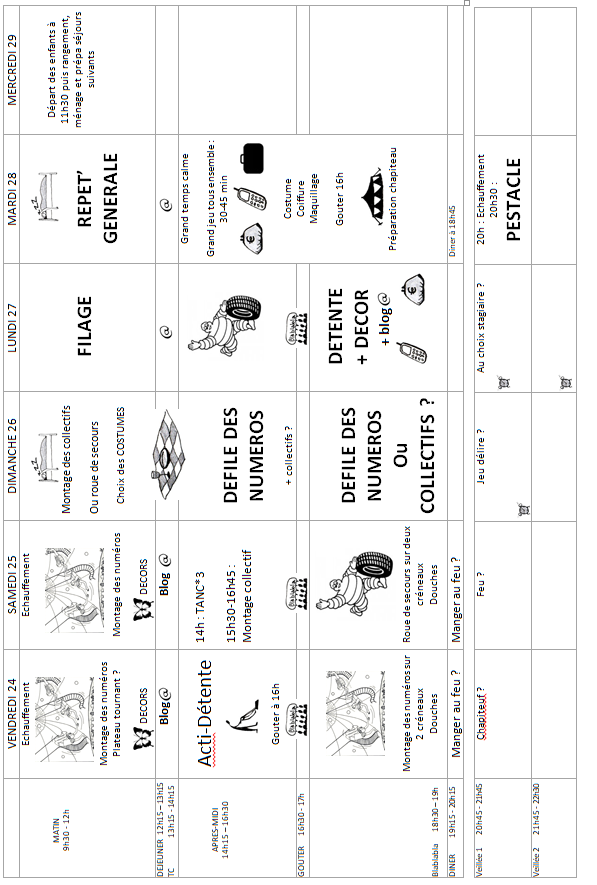 VENDREDI 24
SAMEDI 25
DIMANCHE 26
LUNDI 27
MARDI 28
MERCREDI 29
MATIN
9h30 - 12h
Echauffement
Montage des numéros
Plateau tournant ?
Echauffement
Montage des numéros
Montage des collectifs
Ou roue de secours
Choix des COSTUMES
FILAGE
REPET'
GENERALE
Départ des enfants à
11h30 puis rangement,
ménage et prépa séjours
suivants
DEJEUNER 12h15 – 13h15
TC 13h15 - 14h15
DECORS
Blog@
DECORS
Blog @
@
@
APRES-MIDI
14h15 – 16h30
Acti-Détente
Gouter à 16h
14h : TANC*3
15h30-16h45 :
Montage collectif
DEFILE DES
NUMEROS
+ collectifs ?
Grand temps calme
Grand jeu tous ensemble :
30-45 min
Costume
Coiffure
Maquillage
Gouter 16h
Préparation chapiteau
GOUTER 16h30 - 17h
Blablabla 18h30 – 19h
Montage des numéros sur
2 créneaux
Douches
Roue de secours sur deux
créneaux
Douches
DEFILE DES
NUMEROS
Ou
COLLECTIFS ?
DETENTE
+ DECOR
+ blog@
DINER 19h15 - 20h15
Manger au feu ?
Manger au feu ?
Diner à 18h45
Veillée 1 20h45 - 21h45
Chapiteuf ?
Feu ?
Jeu délire ?
Au choix stagiaire ?
20h : Echauffement
20h30 :
PESTACLE
Veillée 2 21h45 - 22h30